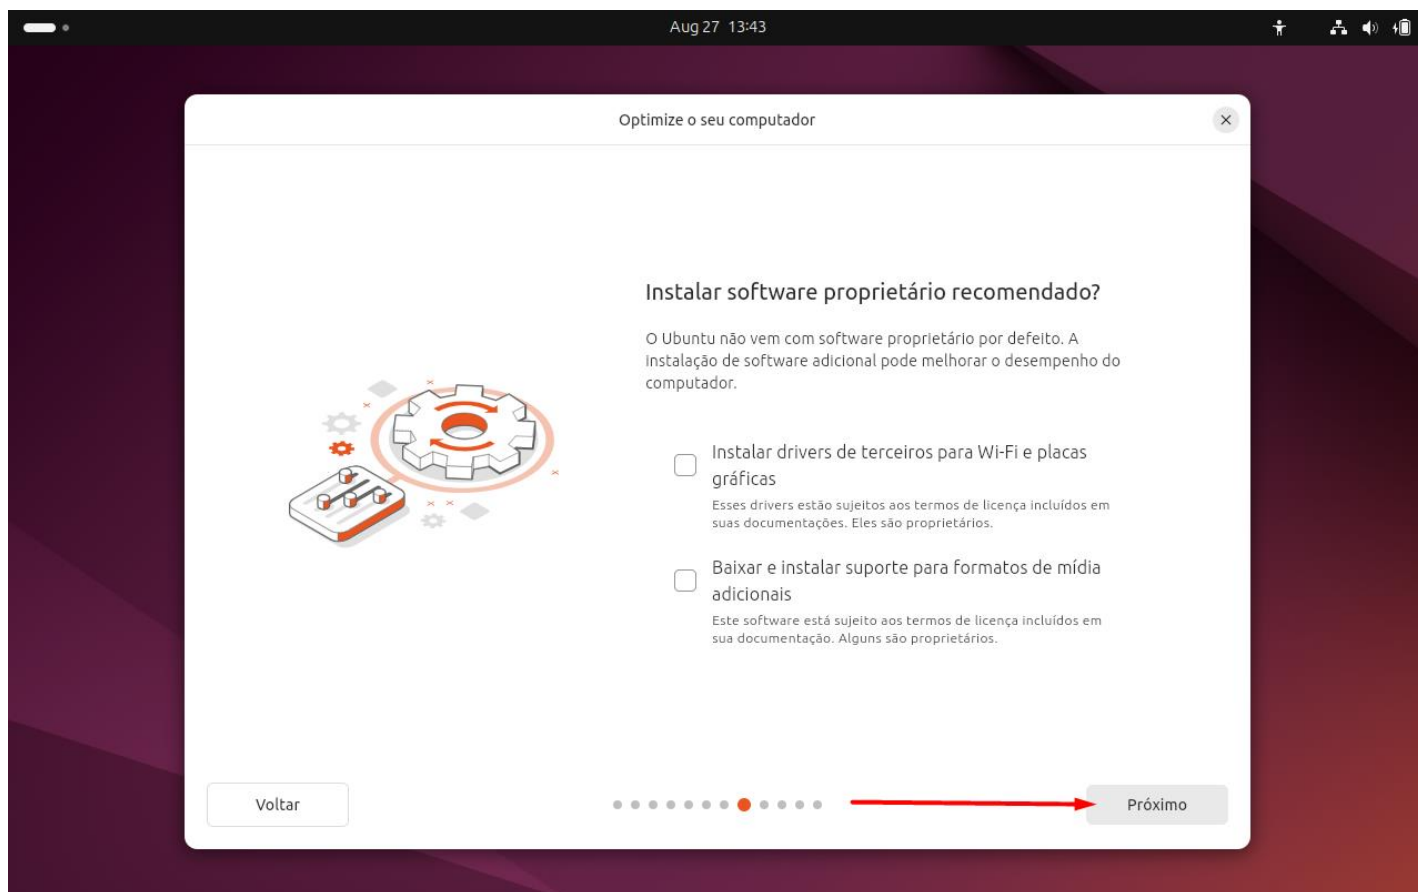 Aug 27 13:43
Optimize o seu computador
Instalar software proprietário recomendado?
O Ubuntu não vem com software proprietário por defeito. A
instalação de software adicional pode melhorar o desempenho do
computador.
Instalar drivers de terceiros para Wi-Fi e placas
gráficas
Esses drivers estão sujeitos aos termos de licença incluídos em
suas documentações. Eles são proprietários.
Baixar e instalar suporte para formatos de mídia
adicionais
Este software está sujeito aos termos de licença incluídos em
sua documentação. Alguns são proprietários.
Voltar
Próximo